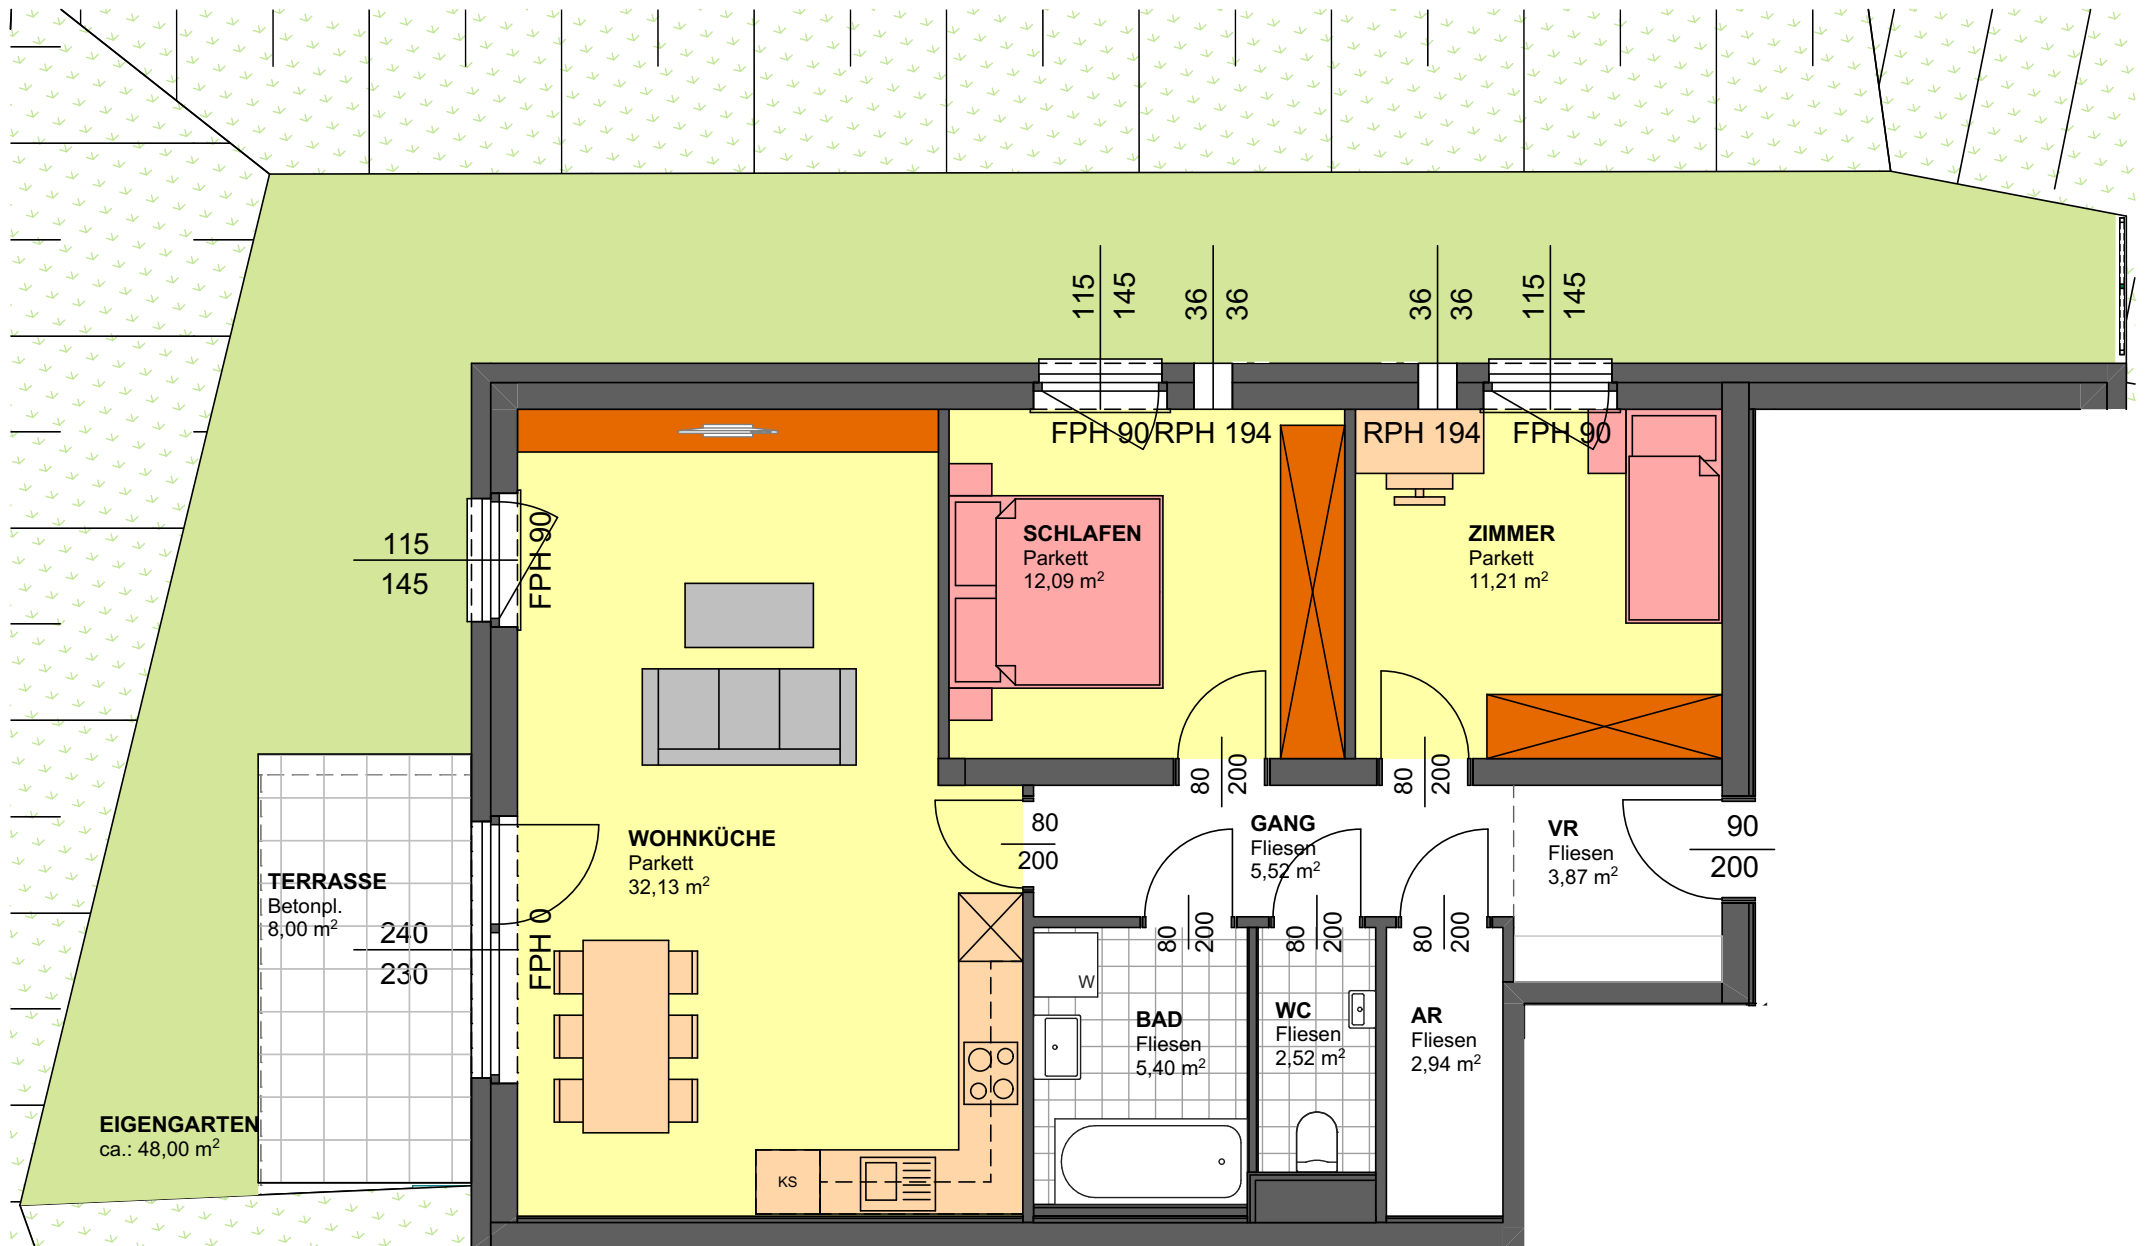 115
145
36
36
36
36
115
145
FPH 90
RPH 194
RPH 194
FPH 90
115
145
FPH 90
SCHLAFEN
Parkett
12,09 m²
ZIMMER
Parkett
11,21 m²
80
200
80
200
WOHNKÜCHE
Parkett
32,13 m²
80
200
GANG
Fliesen
5,52 m²
VR
Fliesen
3,87 m²
90
200
TERRASSE
Betonpl.
8,00 m²
240
230
FPH 0
80
200
80
200
80
200
W
BAD
Fliesen
5,40 m²
WC
Fliesen
2,52 m²
AR
Fliesen
2,94 m²
EIGENGARTEN
ca.: 48,00 m²
KS